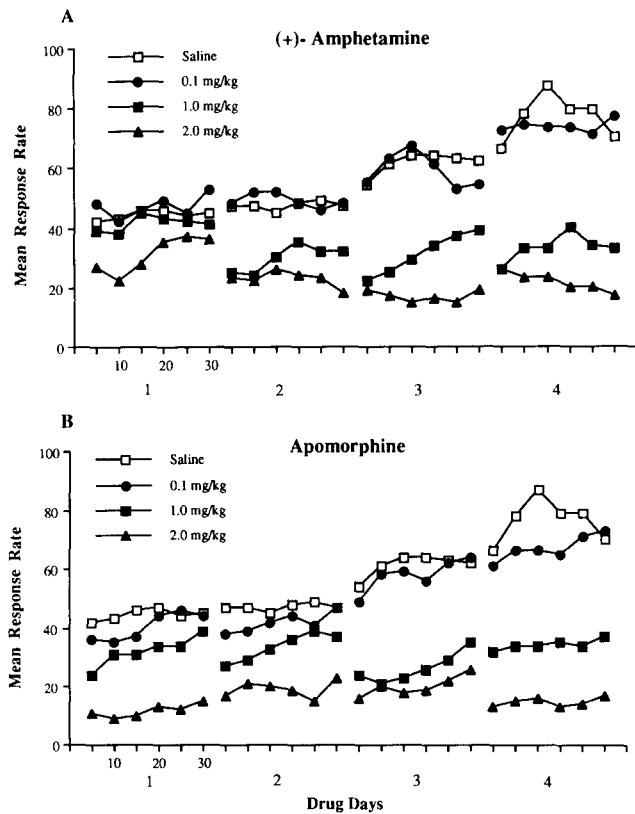 A
(+)- Amphetamine
100
80
60
40
20
0
Mean Response Rate
Saline
0.1 mg/kg
1.0 mg/kg
2.0 mg/kg
10 20 30
1 2 3 4
B
Apomorphine
100
80
60
40
20
0
Mean Response Rate
Saline
0.1 mg/kg
1.0 mg/kg
2.0 mg/kg
10 20 30
1 2 3 4
Drug Days